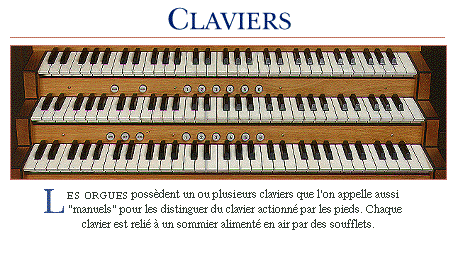 CLAVIERS
LES ORGUES possèdent un ou plusieurs claviers que l'on appelle aussi
"manuels" pour les distinguer du clavier actionné par les pieds. Chaque
clavier est relié à un sommier alimenté en air par des soufflets.